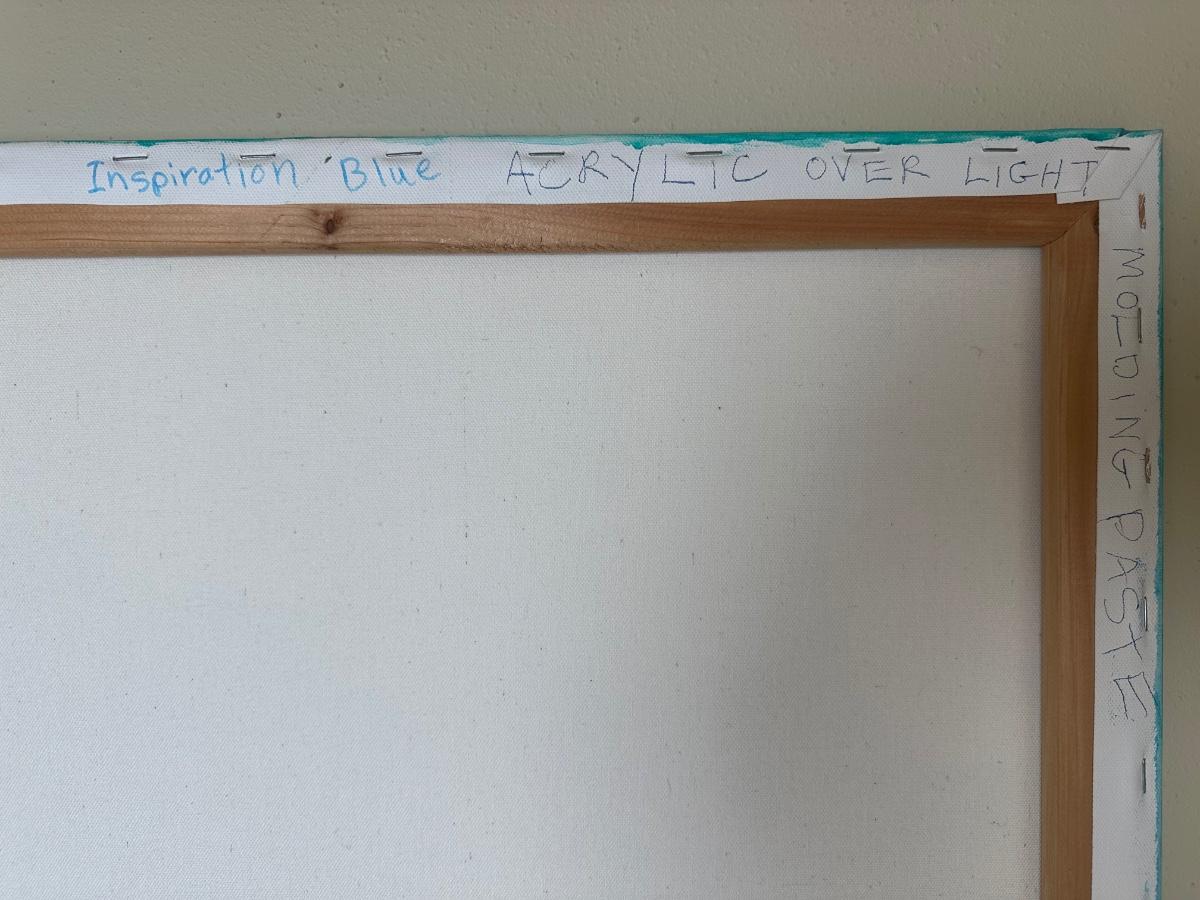 Inspiration Blue ACRYLIC OVER LIGHT
MOLDING PASTE